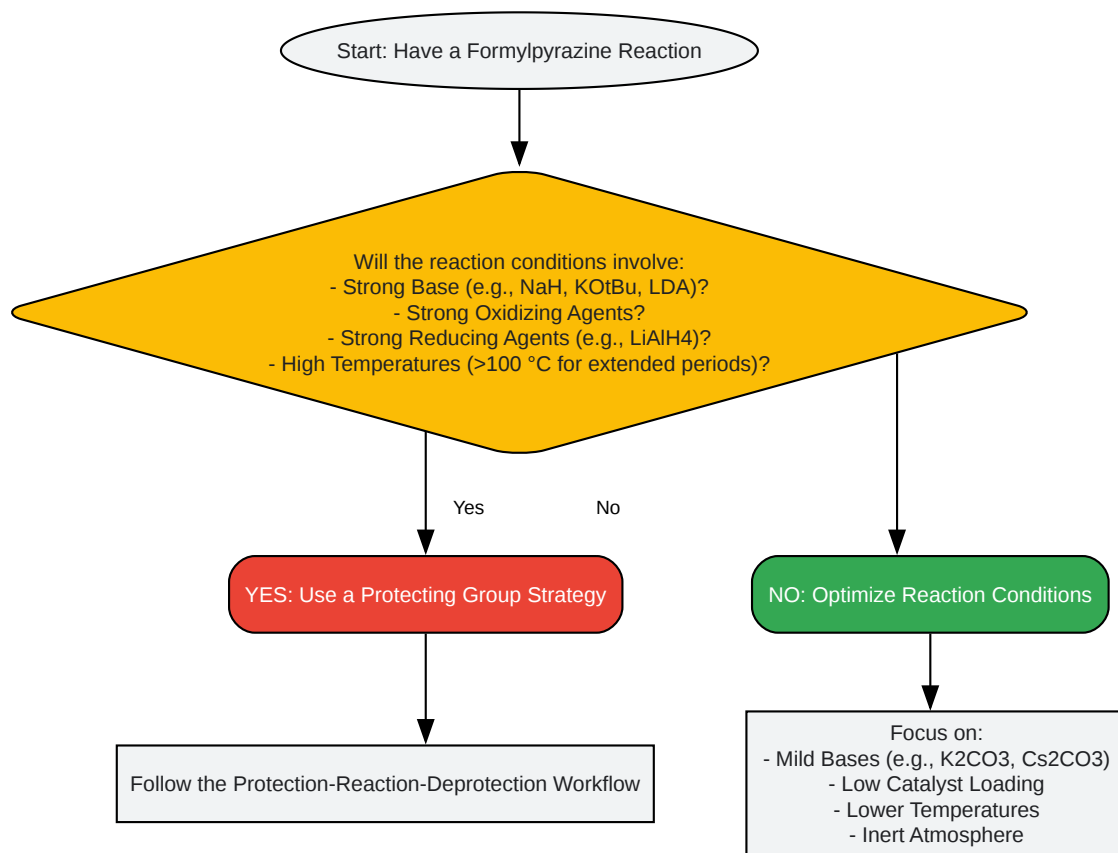 Start: Have a Formylpyrazine Reaction
Will the reaction conditions involve:
- Strong Base (e.g., NaH, KOtBu, LDA)?
- Strong Oxidizing Agents?
- Strong Reducing Agents (e.g., LiAlH4)?
- High Temperatures (>100 °C for extended periods)?
Yes
No
YES: Use a Protecting Group Strategy
NO: Optimize Reaction Conditions
Follow the Protection-Reaction-Deprotection Workflow
Focus on:
- Mild Bases (e.g., K2CO3, Cs2CO3)
- Low Catalyst Loading
- Lower Temperatures
- Inert Atmosphere